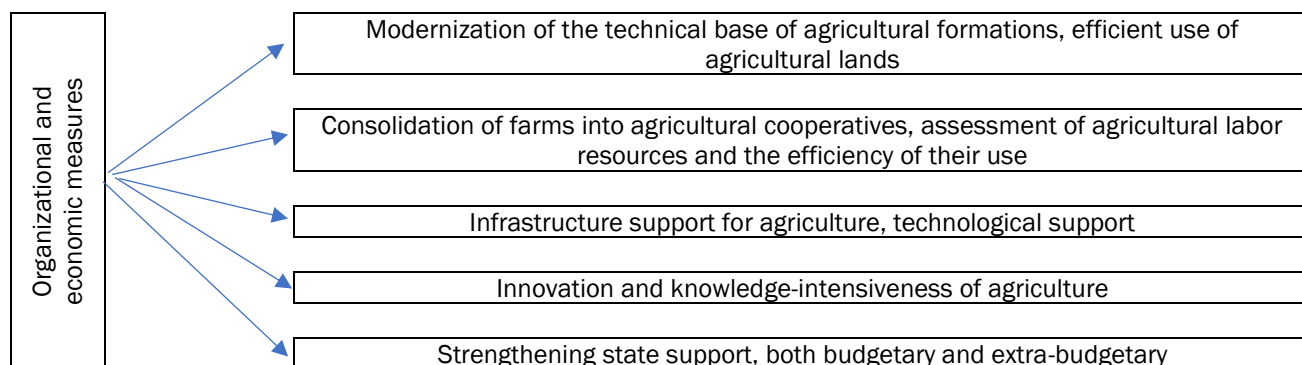 Organizational and
economic measures
Modernization of the technical base of agricultural formations, efficient use of
agricultural lands
Consolidation of farms into agricultural cooperatives, assessment of agricultural labor
resources and the efficiency of their use
Infrastructure support for agriculture, technological support
Innovation and knowledge-intensiveness of agriculture
Strengthening state support, both budgetary and extra-budgetary